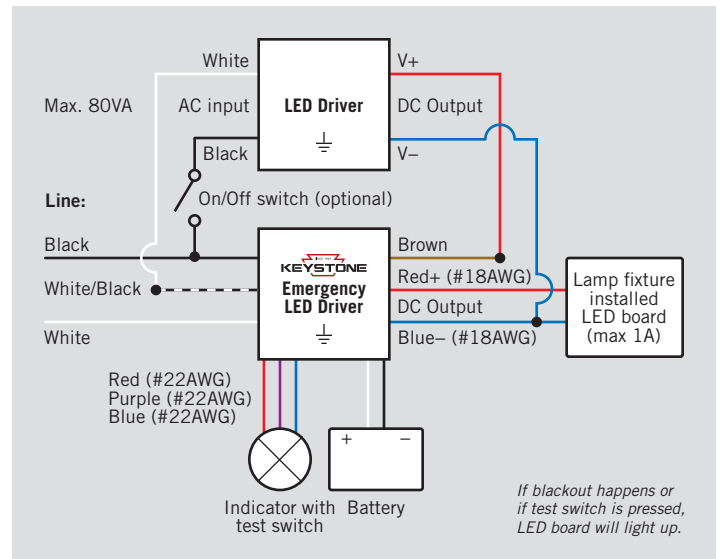 White
V+
Max. 80VA
AC input
LED Driver
DC Output
Black
V−
Line:
On/Off switch (optional)
Black
Brown
KEYSTONE
Red+ (#18AWG)
White/Black
Emergency
LED Driver
DC Output
Lamp fixture
installed
LED board
(max 1A)
White
Blue− (#18AWG)
Red (#22AWG)
Purple (#22AWG)
Blue (#22AWG)
+ −
Indicator with
test switch
Battery
If blackout happens or
if test switch is pressed,
LED board will light up.